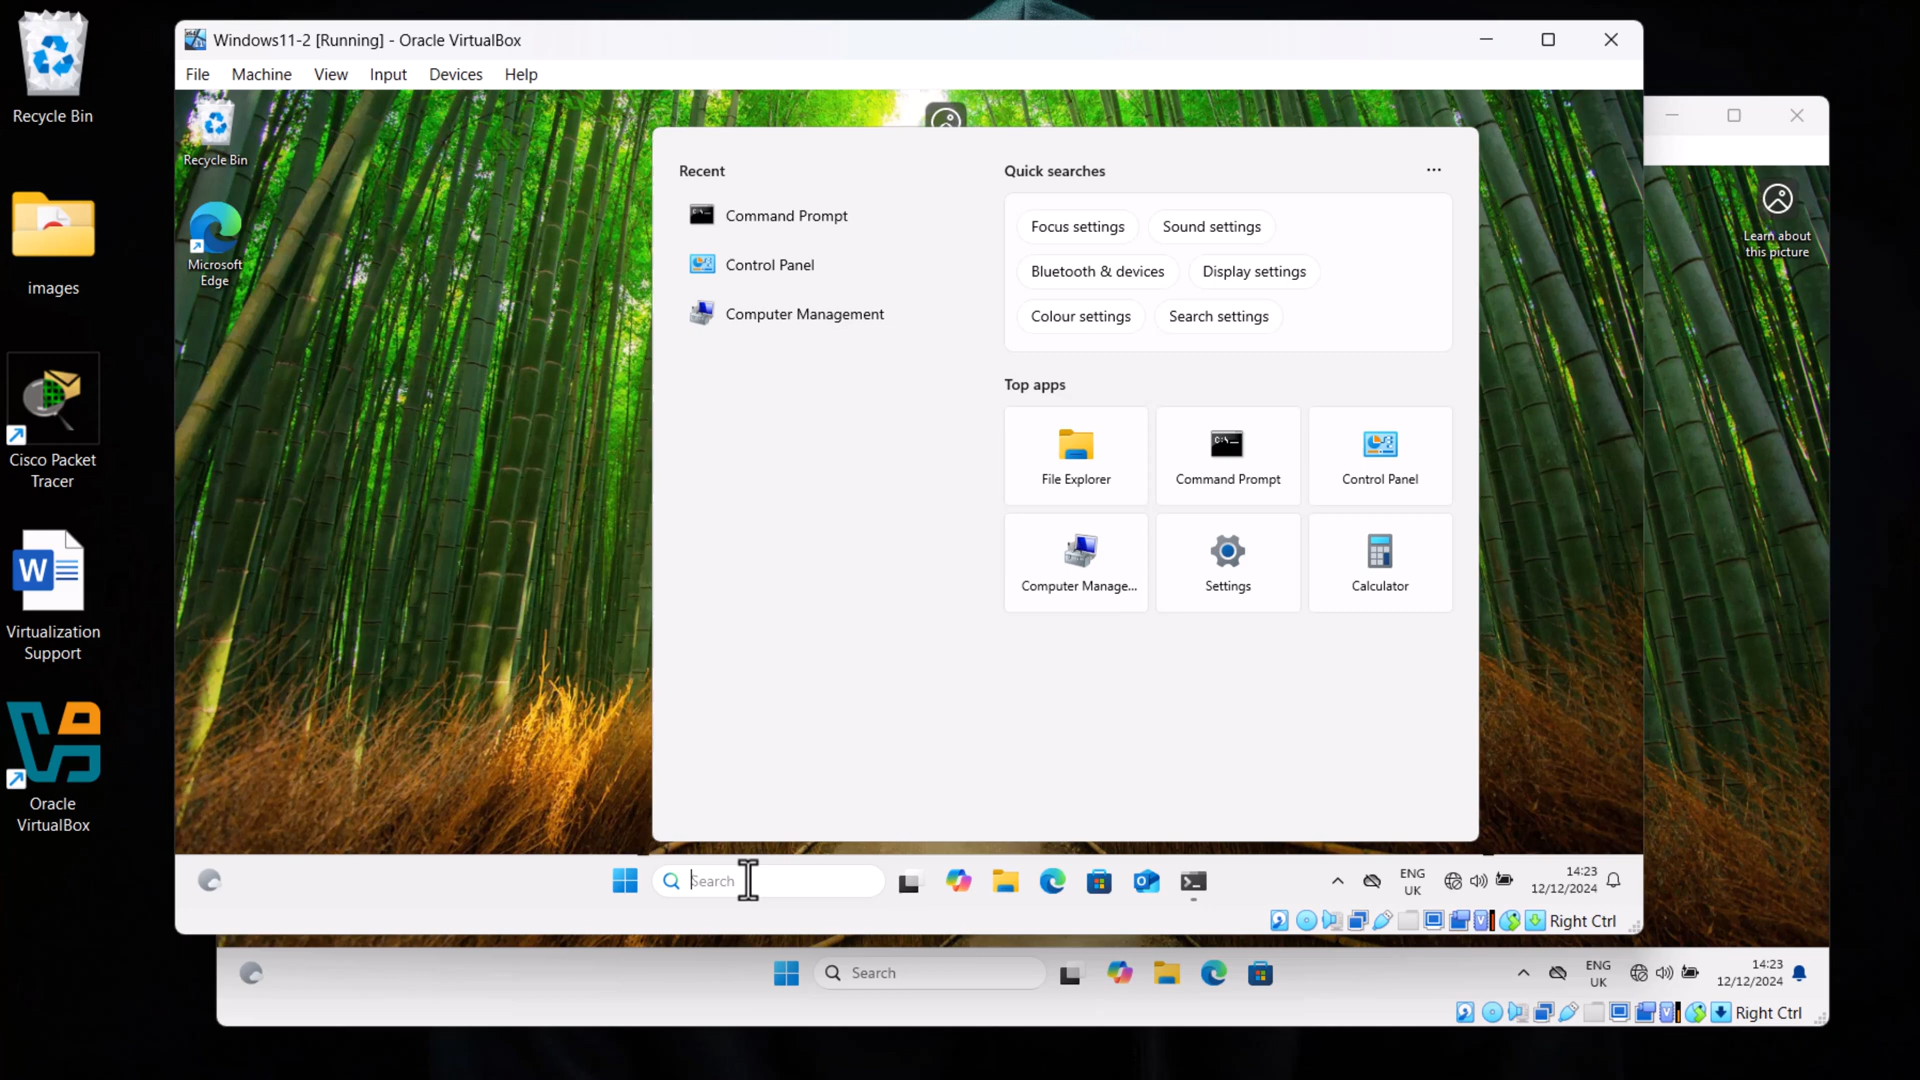 Recycle Bin
images
Cisco Packet
Tracer
W
Virtualization
Support
Oracle
VirtualBox
Windows11-2 [Running] - Oracle VirtualBox
File Machine View Input Devices Help
Recycle Bin
Microsoft
Edge
Recent
Command Prompt
Control Panel
Computer Management
Quick searches
Focus settings Sound settings
Bluetooth & devices Display settings
Colour settings Search settings
Top apps
File Explorer Command Prompt Control Panel
Computer Manage... Settings Calculator
Search
ENG
UK
14:23
12/12/2024
Right Ctrl
Learn about
this picture
Search
ENG
UK
14:23
12/12/2024
Right Ctrl